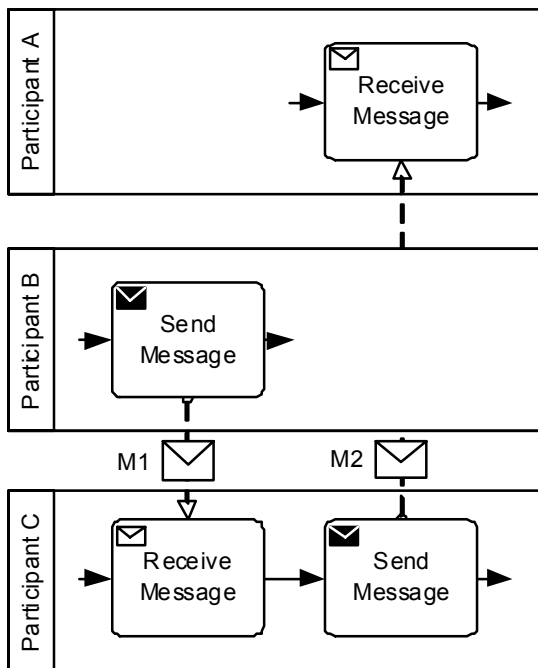 Participant A
Receive
Message
Participant B
Send
Message
M1
M2
Participant C
Receive
Message
Send
Message